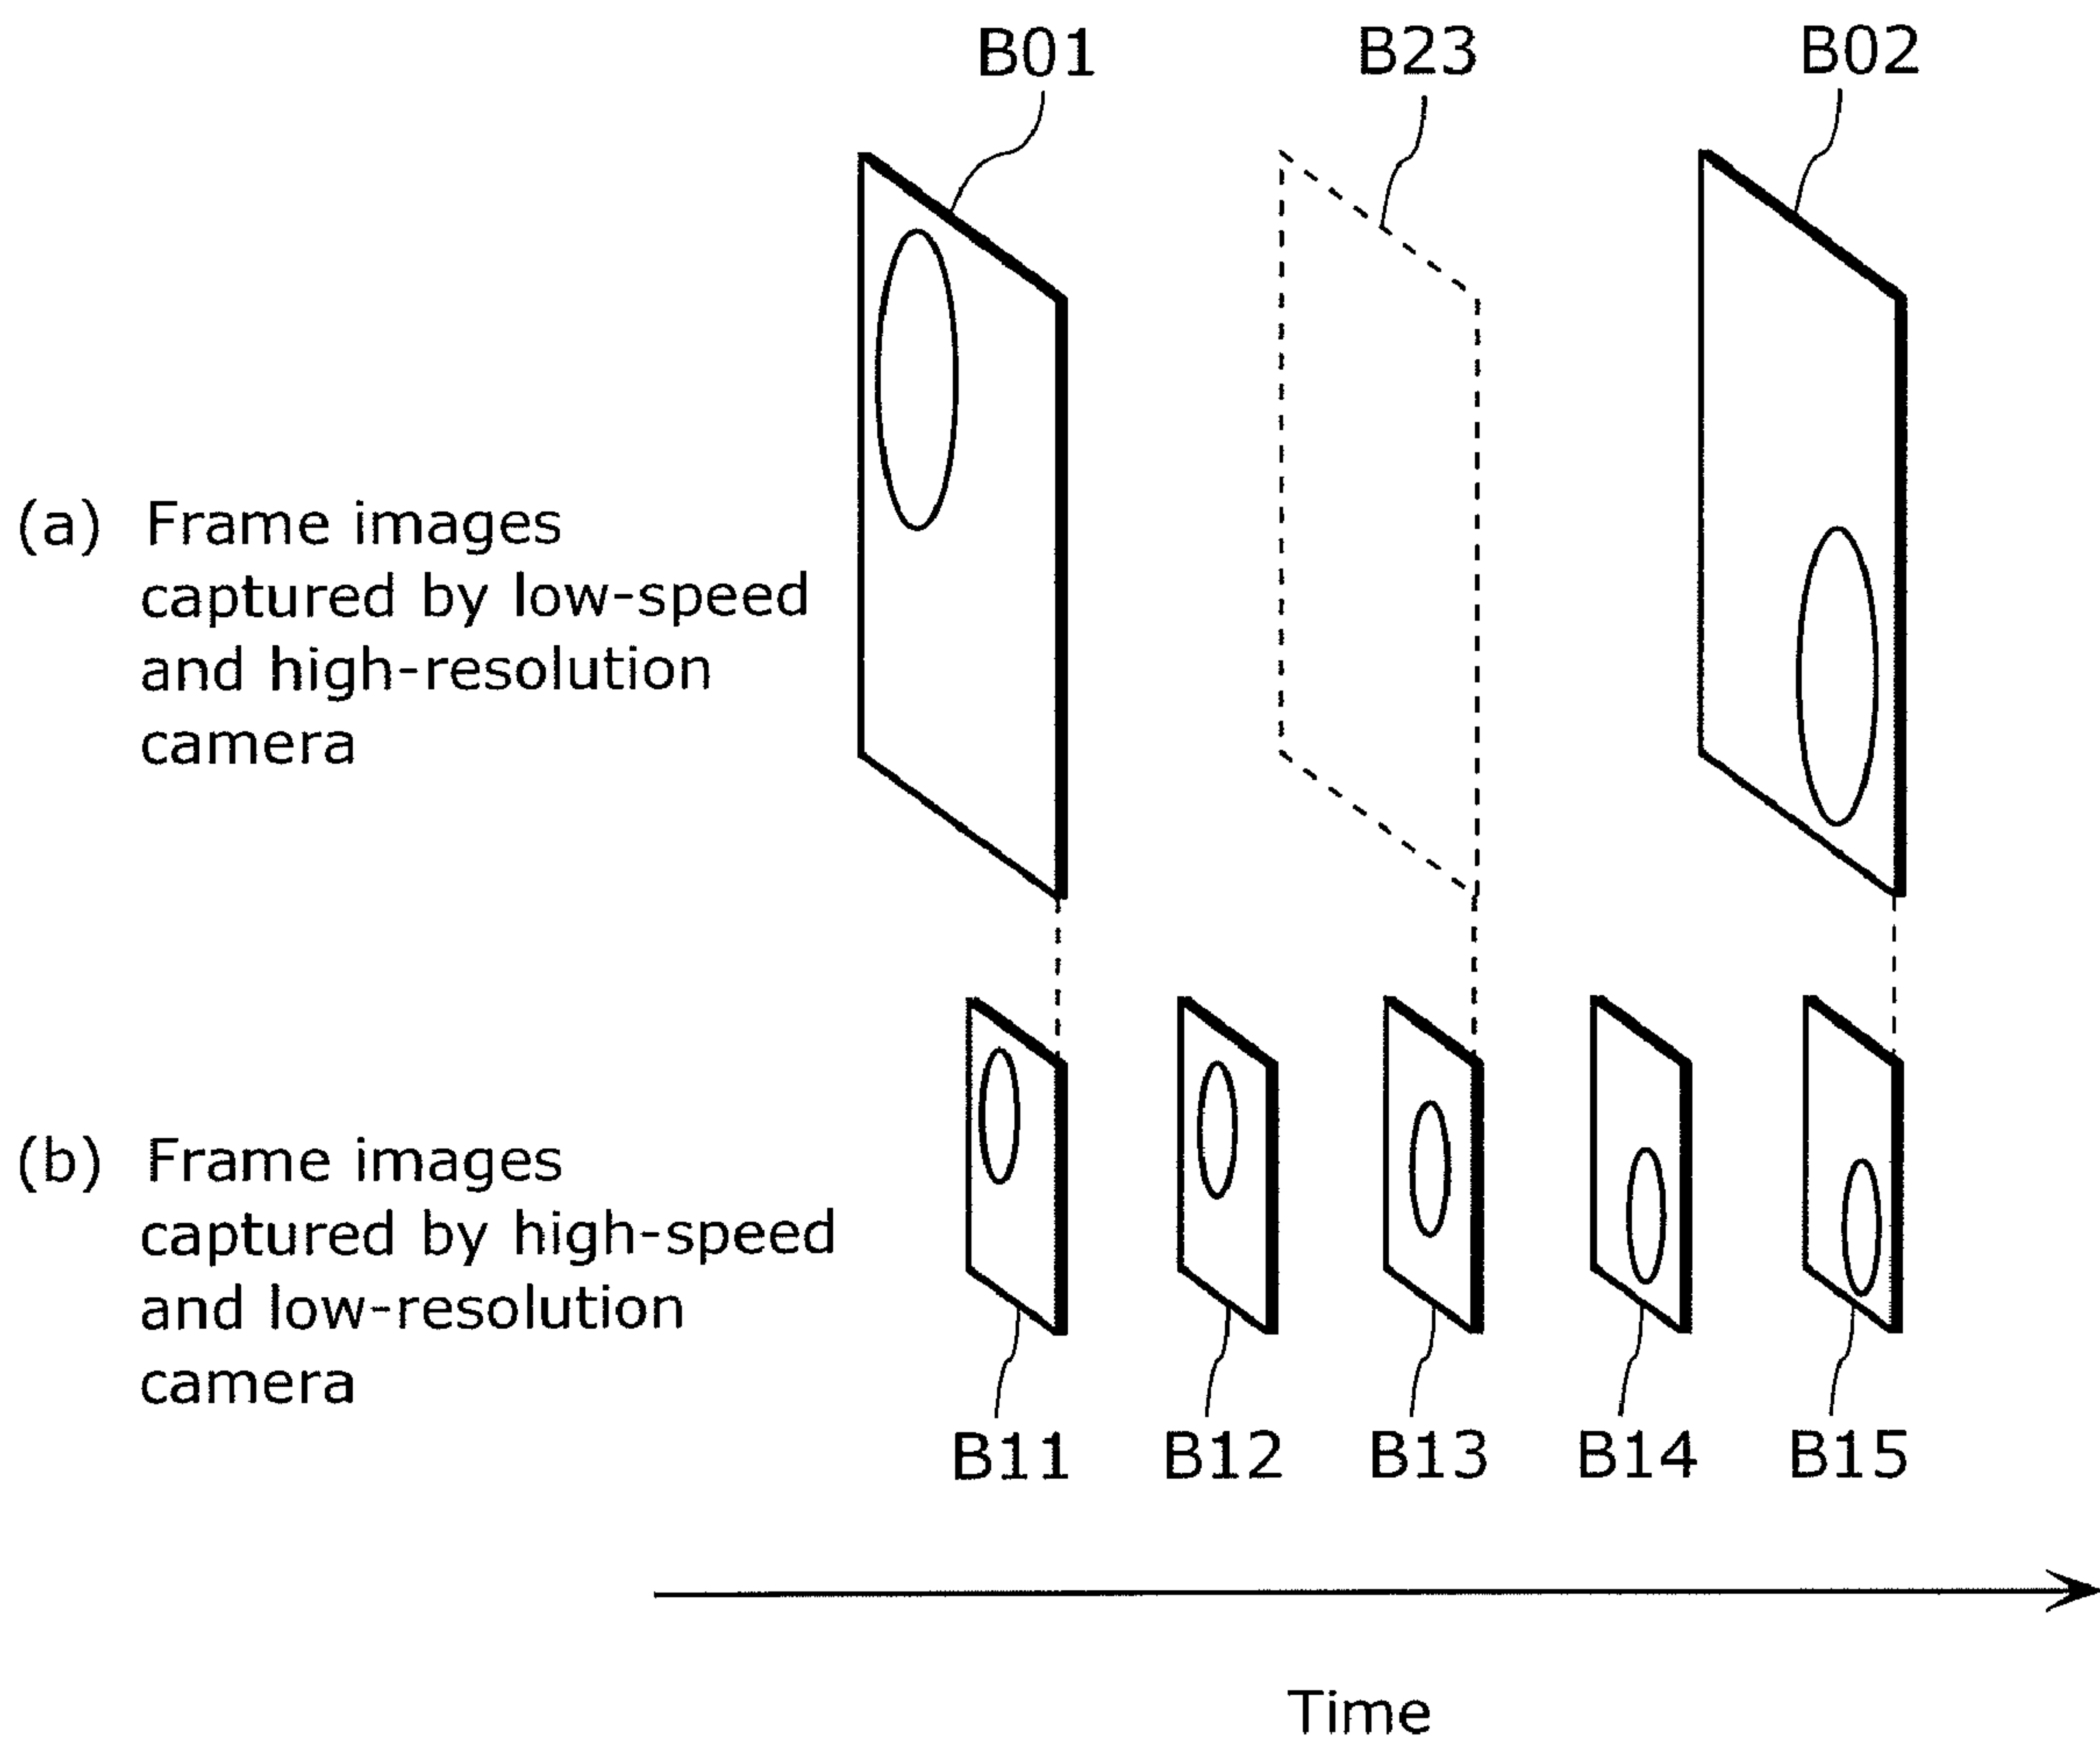 B01 B23 B02
(a) Frame images
captured by low-speed
and high-resolution
camera
(b) Frame images
captured by high-speed
and low-resolution
camera
B11 B12 B13 B14 B15
Time